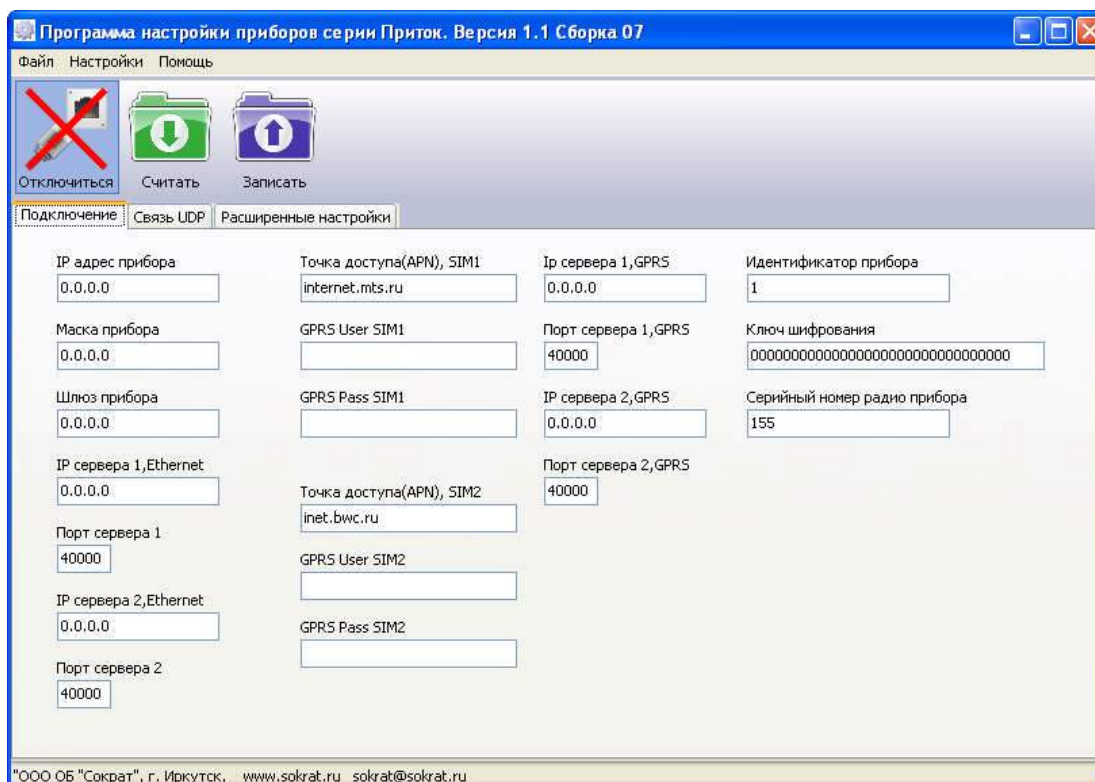 Программа настройки приборов серии Приток. Версия 1.1 Сборка 07
Файл Настройки Помощь
Отключиться Считать Записать
Подключение Связь UDP Расширенные настройки
IP адрес прибора
0.0.0.0
Маска прибора
0.0.0.0
Шлюз прибора
0.0.0.0
IP сервера 1,Ethernet
0.0.0.0
Порт сервера 1
40000
IP сервера 2,Ethernet
0.0.0.0
Порт сервера 2
40000
Точка доступа(APN), SIM1
internet.mts.ru
GPRS User SIM1
GPRS Pass SIM1
Точка доступа(APN), SIM2
inet.bwc.ru
GPRS User SIM2
GPRS Pass SIM2
Ip сервера 1,GPRS
0.0.0.0
Порт сервера 1,GPRS
40000
IP сервера 2,GPRS
0.0.0.0
Порт сервера 2,GPRS
40000
Идентификатор прибора
1
Ключ шифрования
00000000000000000000000000000000
Серийный номер радио прибора
155
"ООО ОБ "Сократ", г. Иркутск, www.sokrat.ru sokrat@sokrat.ru